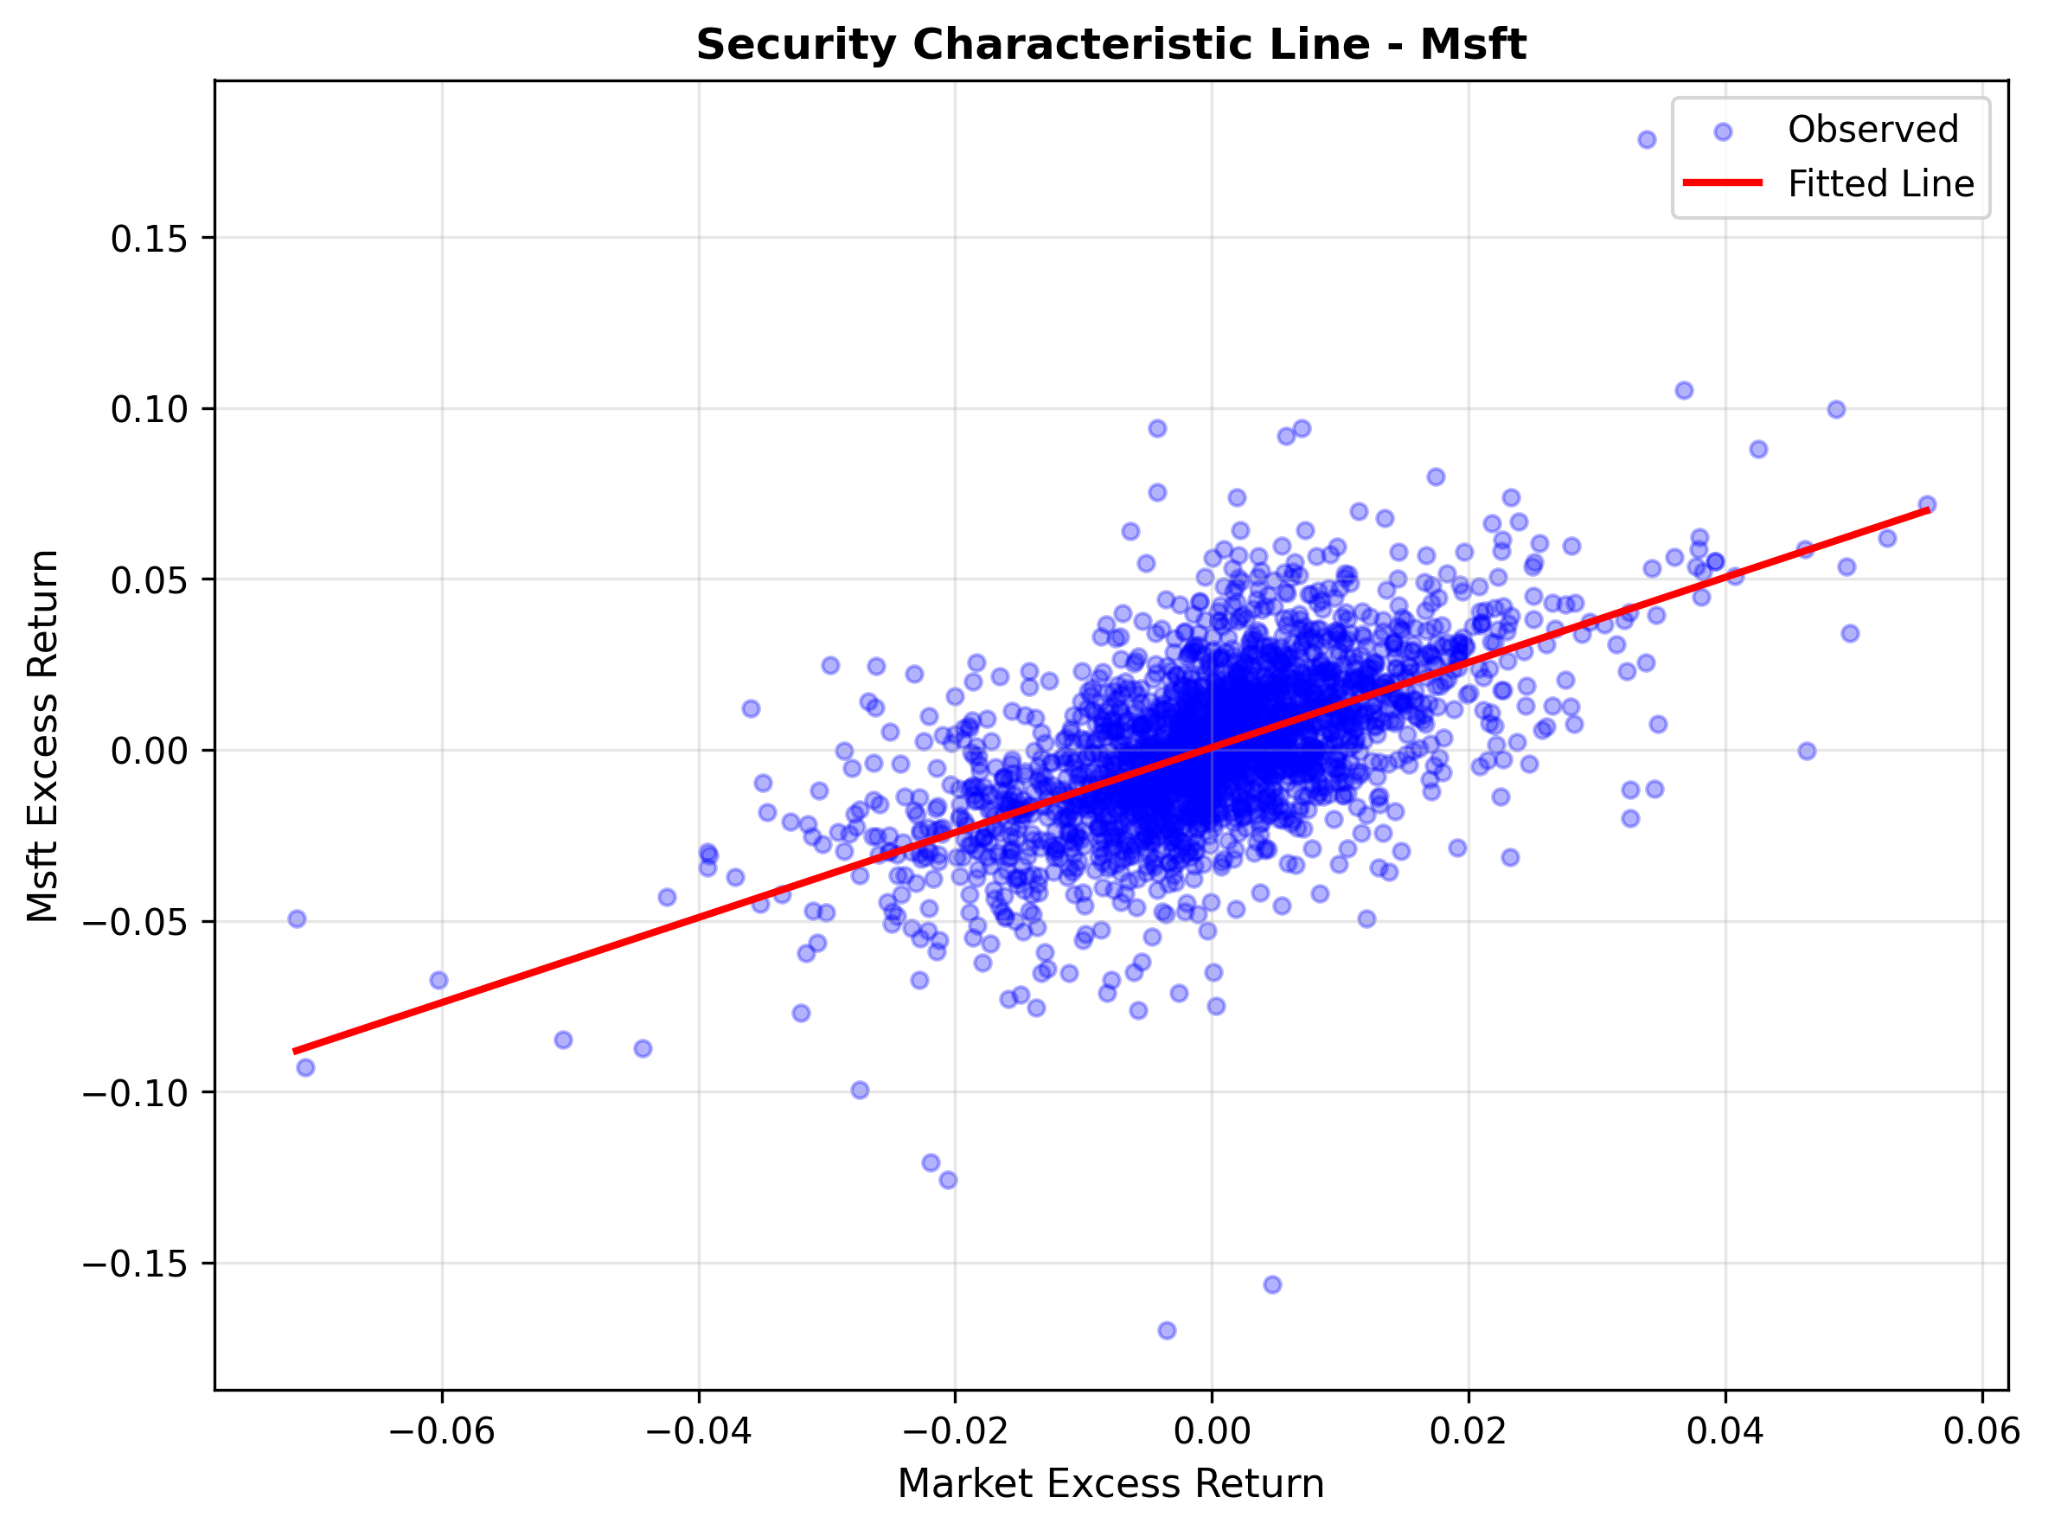 Security Characteristic Line - Msft
Observed
Fitted Line
Msft Excess Return
0.15
0.10
0.05
0.00
−0.05
−0.10
−0.15
−0.06
−0.04
−0.02
0.00
0.02
0.04
0.06
Market Excess Return